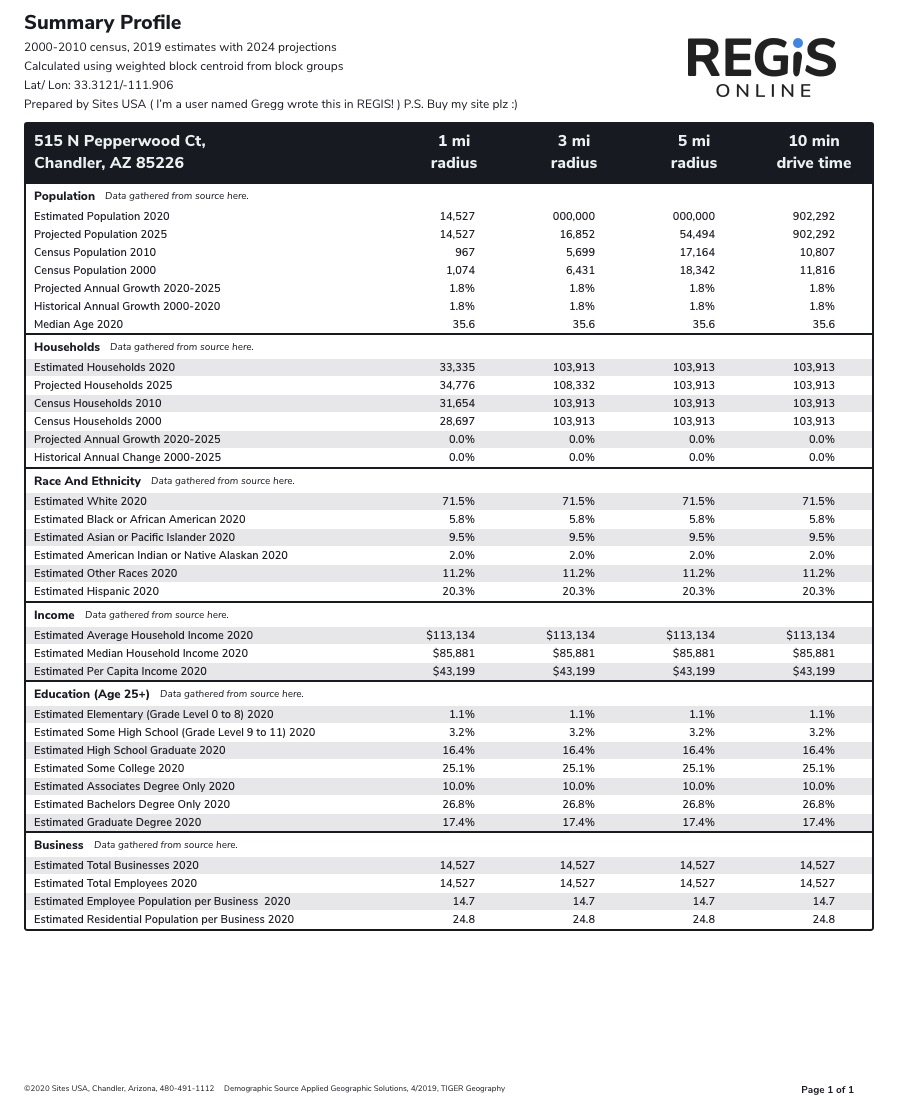 Summary Profile
2000-2010 census, 2019 estimates with 2024 projections
Calculated using weighted block centroid from block groups
Lat/ Lon: 33.3121/-111.906
Prepared by Sites USA ( I'm a user named Gregg wrote this in REGIS! ) P.S. Buy my site plz :)
REGiS
ONLINE
515 N Pepperwood Ct, 1 mi 3 mi 5 mi 10 min
Chandler, AZ 85226 radius radius radius drive time
Population Data gathered from source here.
Estimated Population 2020 14,527 000,000 000,000 902,292
Projected Population 2025 14,527 16,852 54,494 902,292
Census Population 2010 967 5,699 17,164 10,807
Census Population 2000 1,074 6,431 18,342 11,816
Projected Annual Growth 2020-2025 1.8% 1.8% 1.8% 1.8%
Historical Annual Growth 2000-2020 1.8% 1.8% 1.8% 1.8%
Median Age 2020 35.6 35.6 35.6 35.6
Households Data gathered from source here.
Estimated Households 2020 33,335 103,913 103,913 103,913
Projected Households 2025 34,776 108,332 103,913 103,913
Census Households 2010 31,654 103,913 103,913 103,913
Census Households 2000 28,697 103,913 103,913 103,913
Projected Annual Growth 2020-2025 0.0% 0.0% 0.0% 0.0%
Historical Annual Change 2000-2025 0.0% 0.0% 0.0% 0.0%
Race And Ethnicity Data gathered from source here.
Estimated White 2020 71.5% 71.5% 71.5% 71.5%
Estimated Black or African American 2020 5.8% 5.8% 5.8% 5.8%
Estimated Asian or Pacific Islander 2020 9.5% 9.5% 9.5% 9.5%
Estimated American Indian or Native Alaskan 2020 2.0% 2.0% 2.0% 2.0%
Estimated Other Races 2020 11.2% 11.2% 11.2% 11.2%
Estimated Hispanic 2020 20.3% 20.3% 20.3% 20.3%
Income Data gathered from source here.
Estimated Average Household Income 2020 $113,134 $113,134 $113,134 $113,134
Estimated Median Household Income 2020 $85,881 $85,881 $85,881 $85,881
Estimated Per Capita Income 2020 $43,199 $43,199 $43,199 $43,199
Education (Age 25+) Data gathered from source here.
Estimated Elementary (Grade Level 0 to 8) 2020 1.1% 1.1% 1.1% 1.1%
Estimated Some High School (Grade Level 9 to 11) 2020 3.2% 3.2% 3.2% 3.2%
Estimated High School Graduate 2020 16.4% 16.4% 16.4% 16.4%
Estimated Some College 2020 25.1% 25.1% 25.1% 25.1%
Estimated Associates Degree Only 2020 10.0% 10.0% 10.0% 10.0%
Estimated Bachelors Degree Only 2020 26.8% 26.8% 26.8% 26.8%
Estimated Graduate Degree 2020 17.4% 17.4% 17.4% 17.4%
Business Data gathered from source here.
Estimated Total Businesses 2020 14,527 14,527 14,527 14,527
Estimated Total Employees 2020 14,527 14,527 14,527 14,527
Estimated Employee Population per Business 2020 14.7 14.7 14.7 14.7
Estimated Residential Population per Business 2020 24.8 24.8 24.8 24.8
©2020 Sites USA, Chandler, Arizona, 480-491-1112 Demographic Source Applied Geographic Solutions, 4/2019, TIGER Geography Page 1 of 1